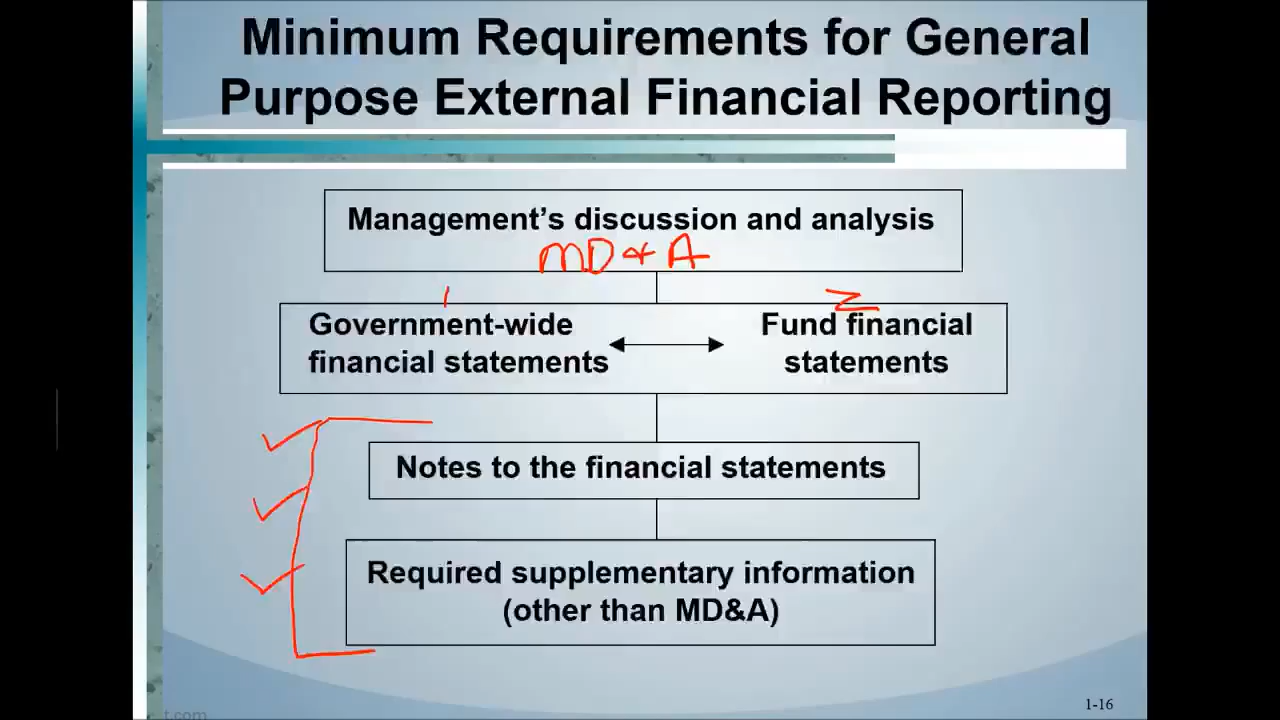 Minimum Requirements for General
Purpose External Financial Reporting
Management's discussion and analysis
MD & A
1
2
Government-wide
financial statements
Fund financial
statements
Notes to the financial statements
Required supplementary information
(other than MD&A)
1-16
t.com